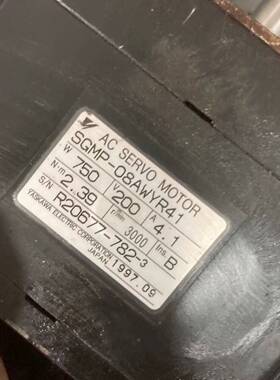 AC SERVO MOTOR
SGMP-08AWYR41
W 750 V 200 A 4.1
N·m 2.39 r/min 3000 Ins. B
S/N R20677-782-3
YASKAWA ELECTRIC CORPORATION 1997.09
JAPAN